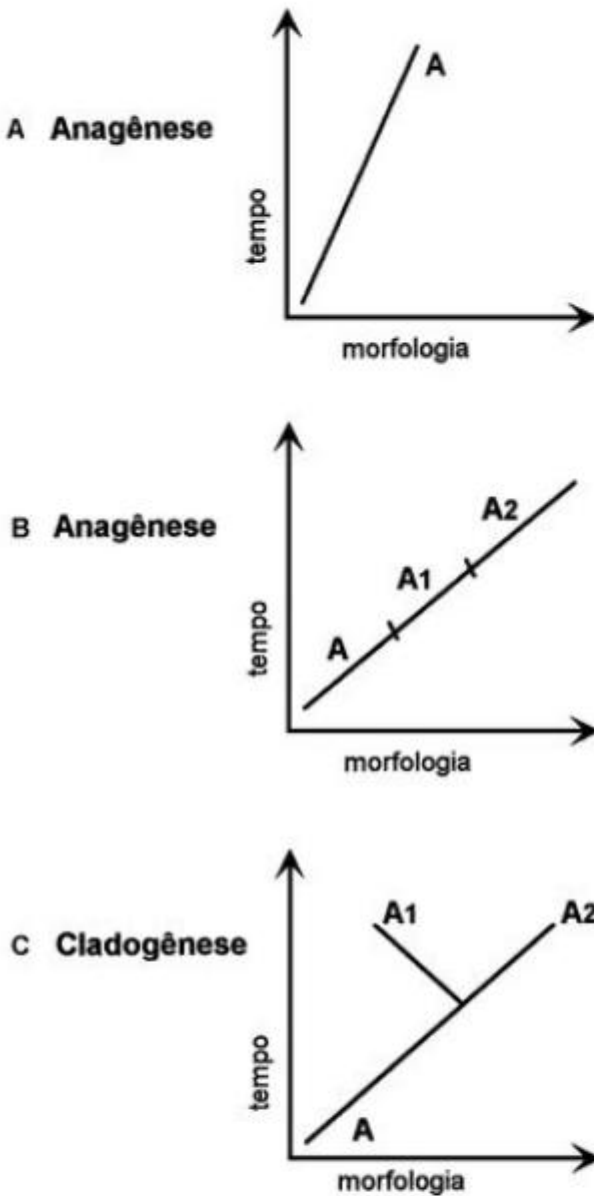 A
A Anagênese
tempo
morfologia
A2
B Anagênese
A1
A
tempo
morfologia
A1 A2
C Cladogênese
tempo
A
morfologia